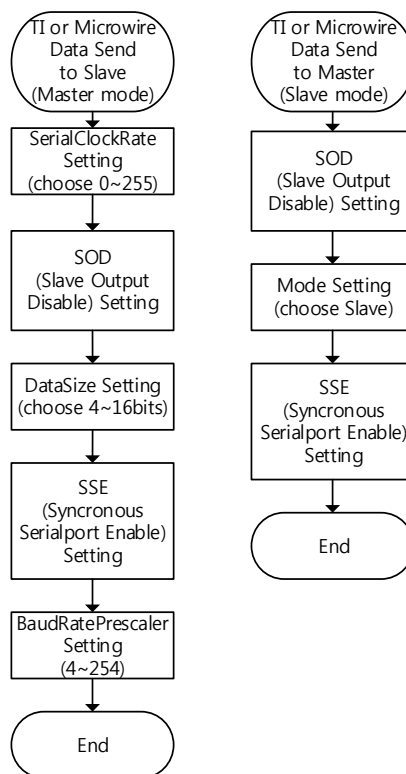 TI or Microwire
Data Send
to Slave
(Master mode)
SerialClockRate
Setting
(choose 0~255)
SOD
(Slave Output
Disable) Setting
DataSize Setting
(choose 4~16bits)
SSE
(Syncronous
Serialport Enable)
Setting
BaudRatePrescaler
Setting
(4~254)
End
TI or Microwire
Data Send
to Master
(Slave mode)
SOD
(Slave Output
Disable) Setting
Mode Setting
(choose Slave)
SSE
(Syncronous
Serialport Enable)
Setting
End